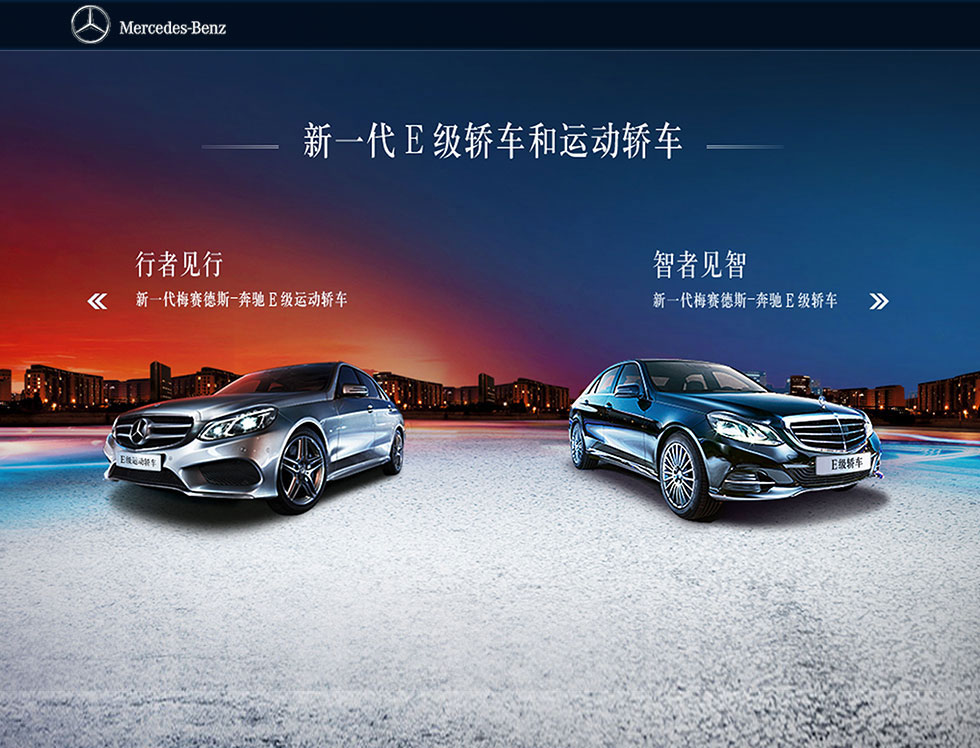 Mercedes-Benz
新一代 E 级轿车和运动轿车
行者见行
新一代梅赛德斯-奔驰 E 级运动轿车
智者见智
新一代梅赛德斯-奔驰 E 级轿车
E级运动轿车
E级轿车